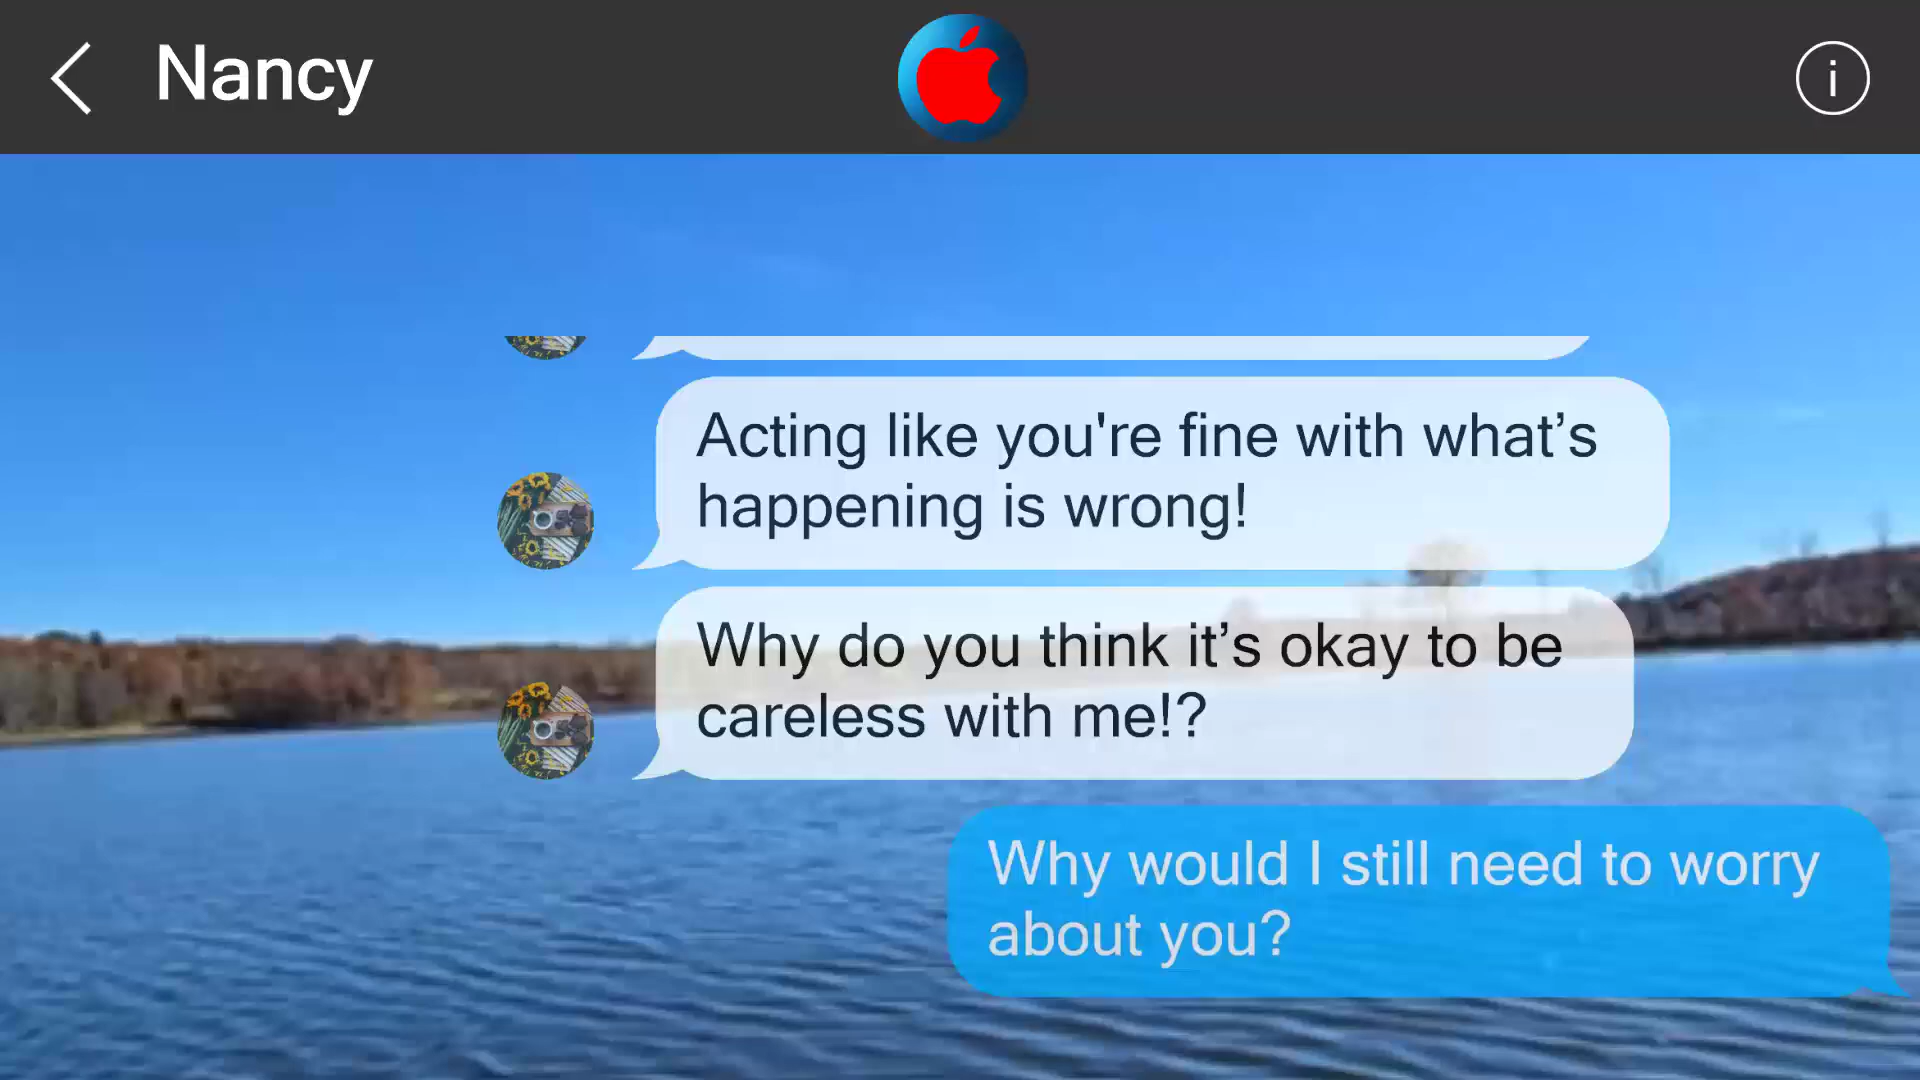 Nancy
i
Acting like you're fine with what’s
happening is wrong!
Why do you think it’s okay to be
careless with me!?
Why would I still need to worry
about you?